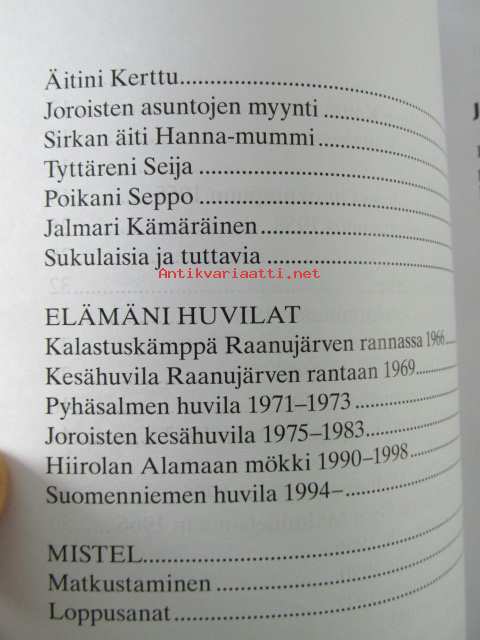 Äitini Kerttu
Joroisten asuntojen myynti
Sirkan äiti Hanna-mummi
Tyttäreni Seija
Poikani Seppo
Jalmari Kämäräinen
Sukulaisia ja tuttavia
Antikvariaatti.net
ELÄMÄNI HUVILAT
Kalastuskämppä Raanujärven rannassa 1966
Kesähuvila Raanujärven rantaan 1969
Pyhäsalmen huvila 1971–1973
Joroisten kesähuvila 1975–1983
Hiirolan Alamaan mökki 1990–1998
Suomenniemen huvila 1994–
MISTEL
Matkustaminen
Loppusanat